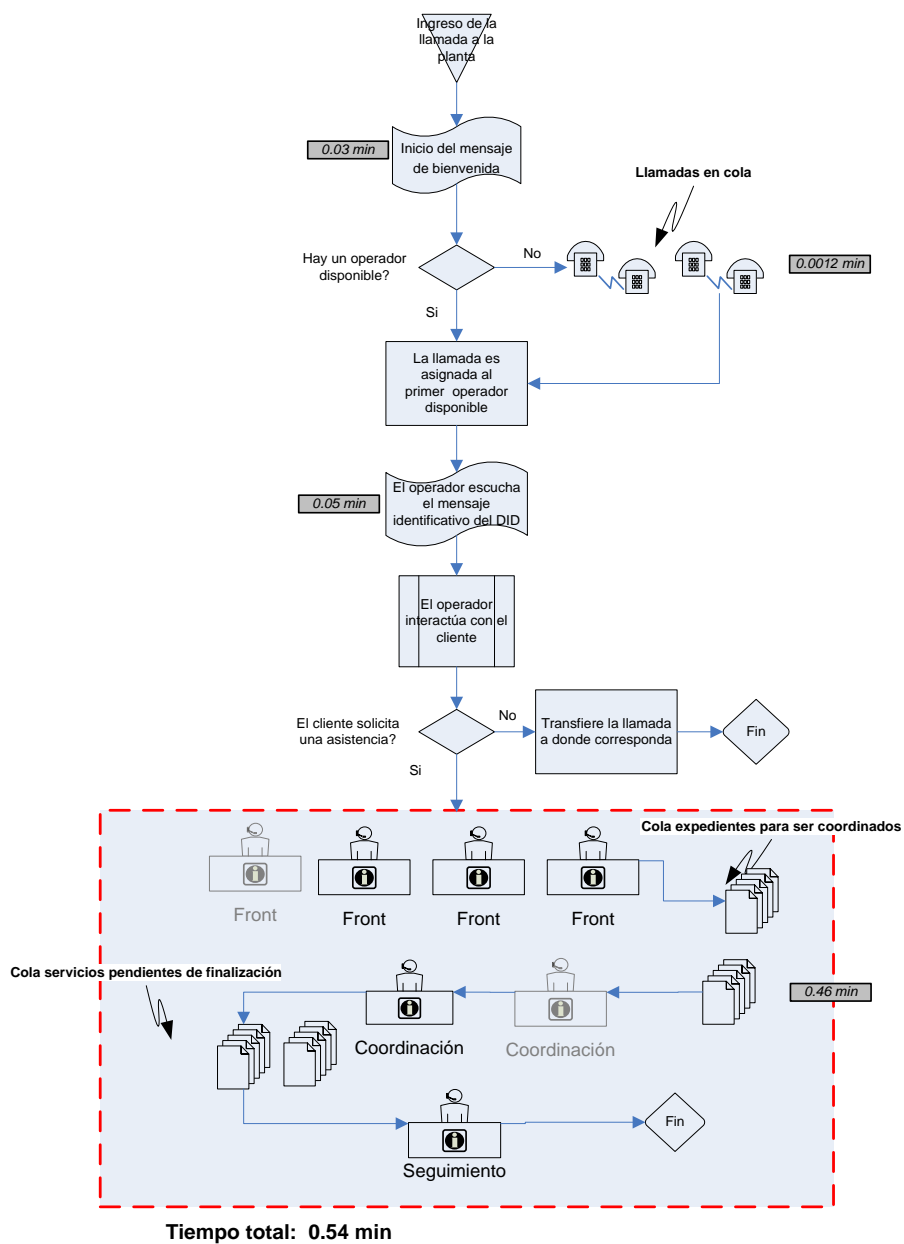 Ingreso de la
llamada a la
planta
0.03 min
Inicio del mensaje
de bienvenida
Llamadas en cola
Hay un operador
disponible?
No
0.0012 min
Si
La llamada es
asignada al
primer operador
disponible
0.05 min
El operador escucha
el mensaje
identificativo del DID
El operador
interactúa con el
cliente
El cliente solicita
una asistencia?
No
Transfiere la llamada
a donde corresponda
Fin
Si
Cola expedientes para ser coordinados
Front
Front
Front
Front
Cola servicios pendientes de finalización
0.46 min
Coordinación
Coordinación
Fin
Seguimiento
Tiempo total: 0.54 min